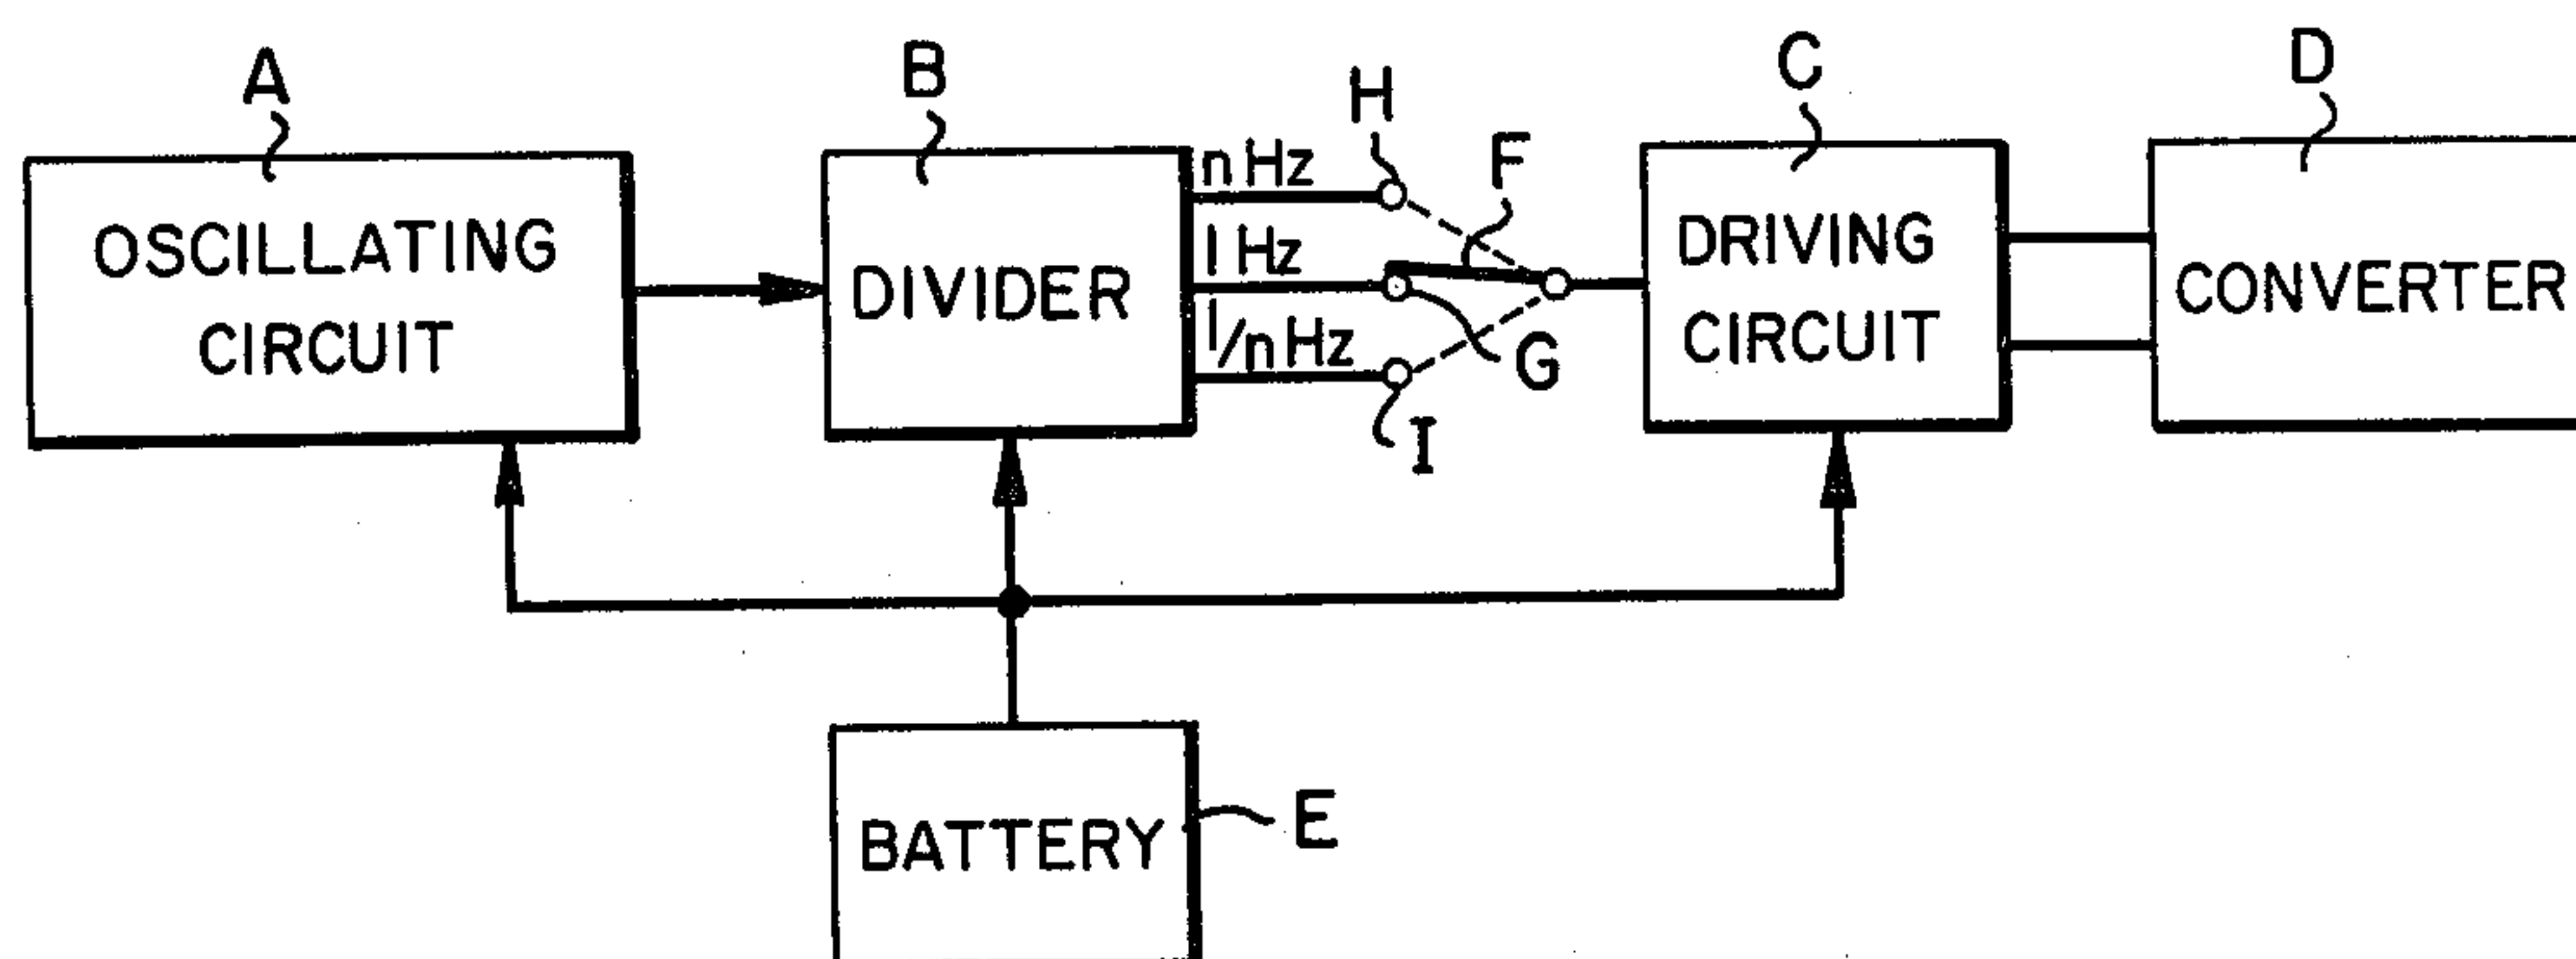 A
B
H
F
C
D
OSCILLATING
CIRCUIT
DIVIDER
n Hz
1 Hz
1/n Hz
G
I
DRIVING
CIRCUIT
CONVERTER
BATTERY
E